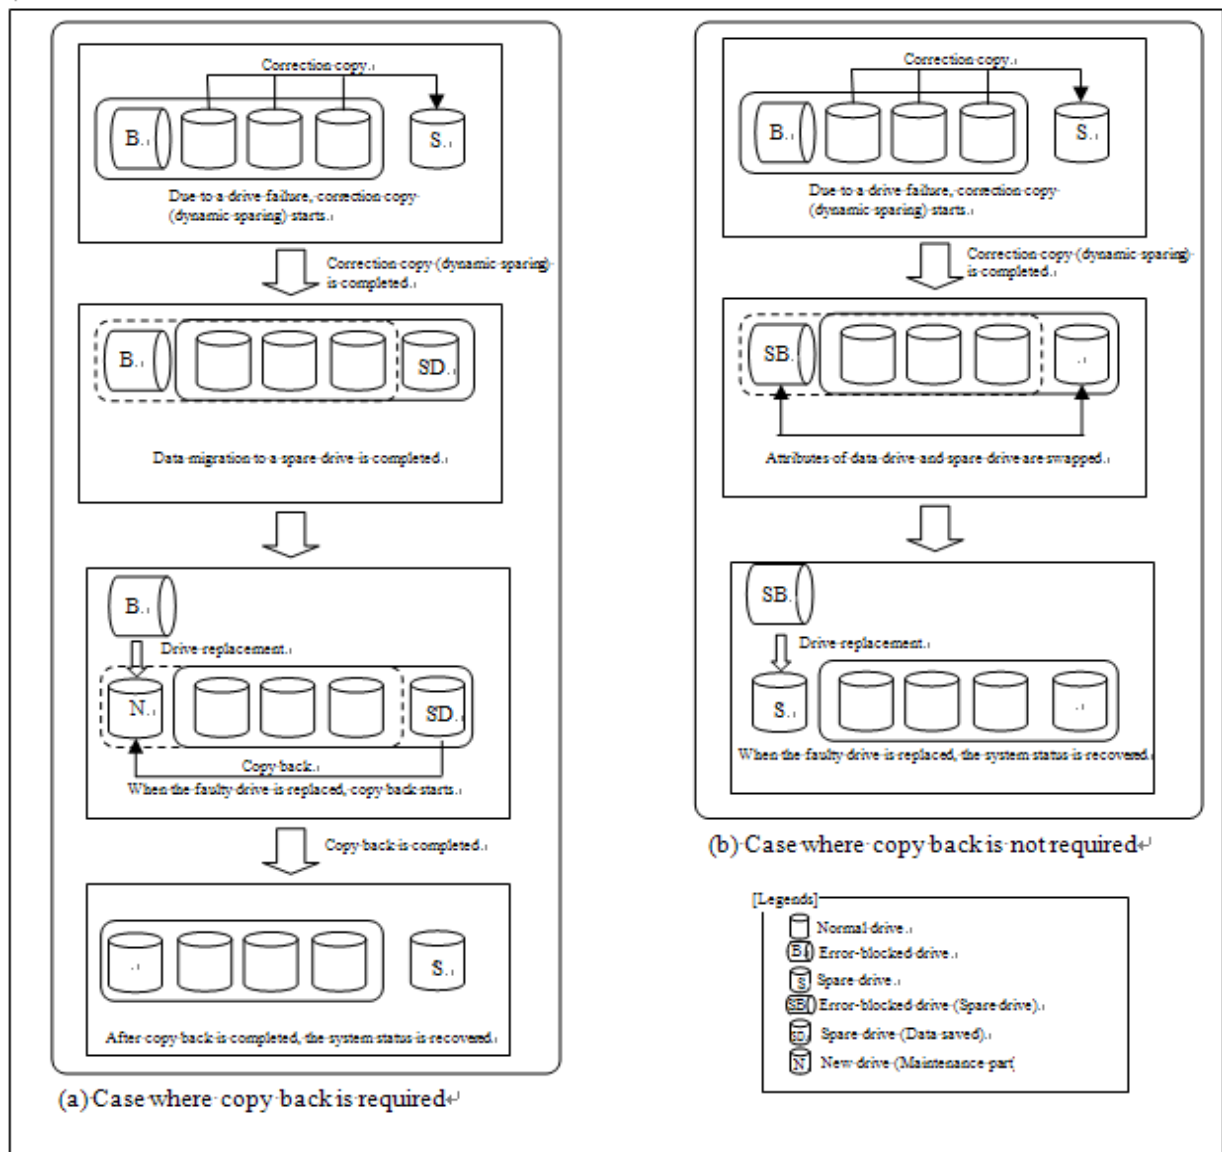 Correction copy.
B.
S.
Due to a drive failure, correction copy
(dynamic sparing) starts.
Correction copy (dynamic sparing)
is completed.
B.
SD.
Data migration to a spare drive is completed.
B.
Drive replacement.
N.
SD.
Copy back.
When the faulty drive is replaced, copy back starts.
Copy back is completed.
.
S.
After copy back is completed, the system status is recovered.
(a) Case where copy back is required↵
Correction copy.
B.
S.
Due to a drive failure, correction copy
(dynamic sparing) starts.
Correction copy (dynamic sparing)
is completed.
SB.
.
Attributes of data drive and spare drive are swapped.
SB.
Drive replacement.
S.
.
When the faulty drive is replaced, the system status is recovered.
(b) Case where copy back is not required↵
[Legends]
Normal drive.
B Error-blocked drive.
S Spare drive.
SB Error-blocked drive (Spare drive).
SD Spare drive (Data saved).
N New drive (Maintenance part